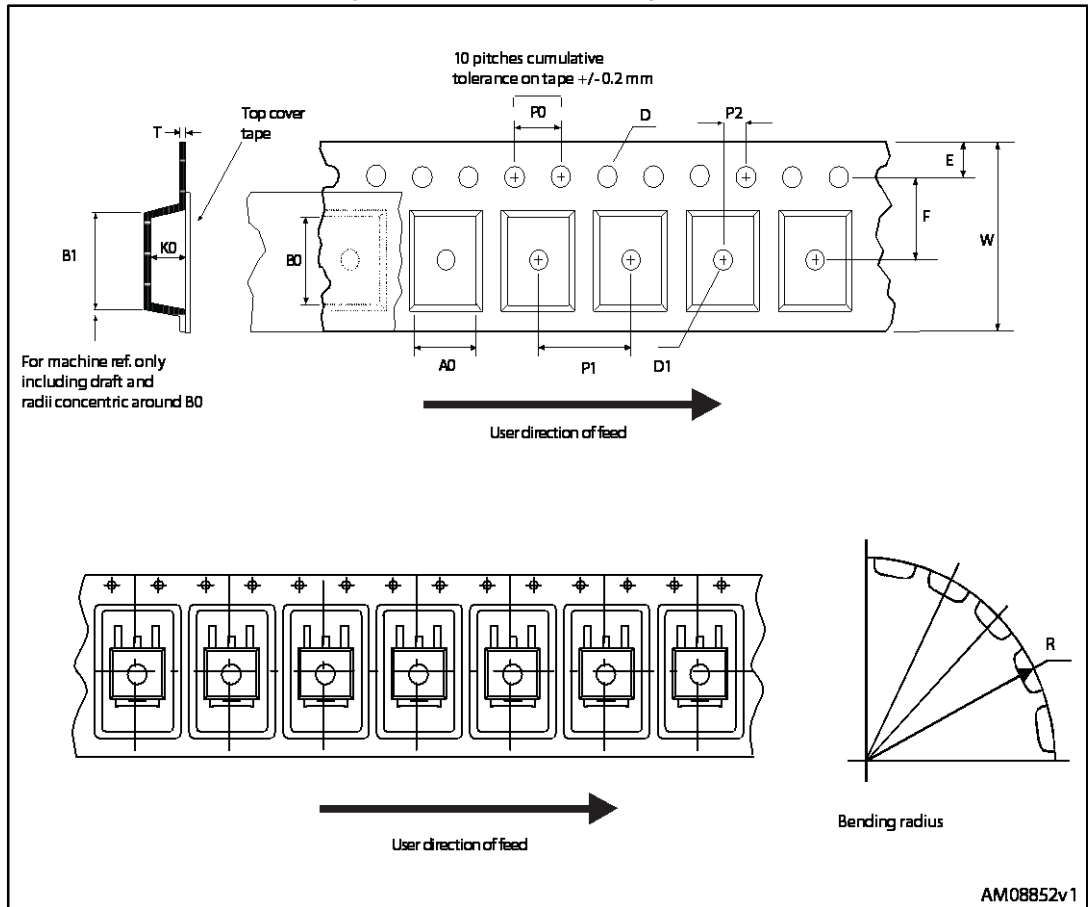 10 pitches cumulative
tolerance on tape +/- 0.2 mm
Top cover
tape
T
P0
D
P2
E
F
W
B1
K0
B0
For machine ref. only
including draft and
radii concentric around B0
A0
P1
D1
User direction of feed
R
Bending radius
User direction of feed
AM08852v1